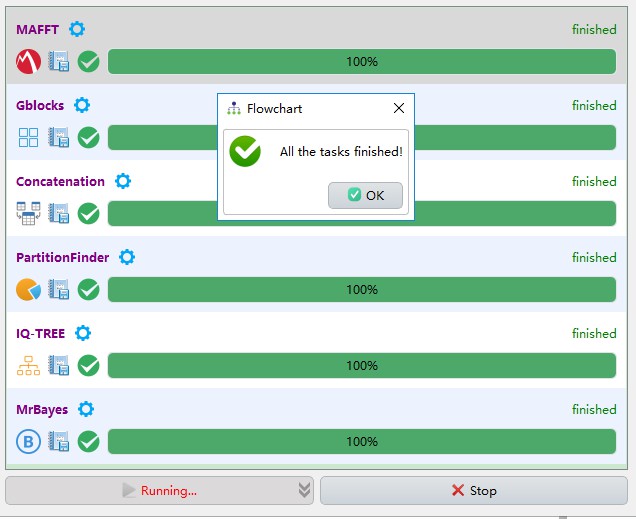 MAFFT finished
100%
Flowchart
Gblocks finished
All the tasks finished!
OK
Concatenation finished
PartitionFinder finished
100%
IQ-TREE finished
100%
MrBayes finished
B 100%
Running... Stop